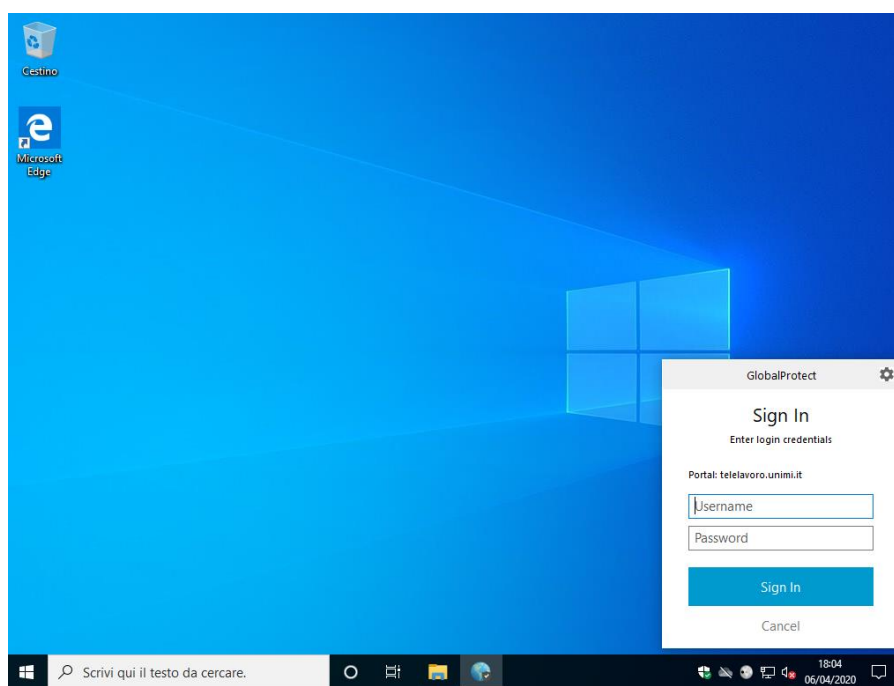 Cestino
Microsoft
Edge
GlobalProtect
Sign In
Enter login credentials
Portal: telelavoro.unimi.it
Username
Password
Sign In
Cancel
Scrivi qui il testo da cercare.
18:04
06/04/2020